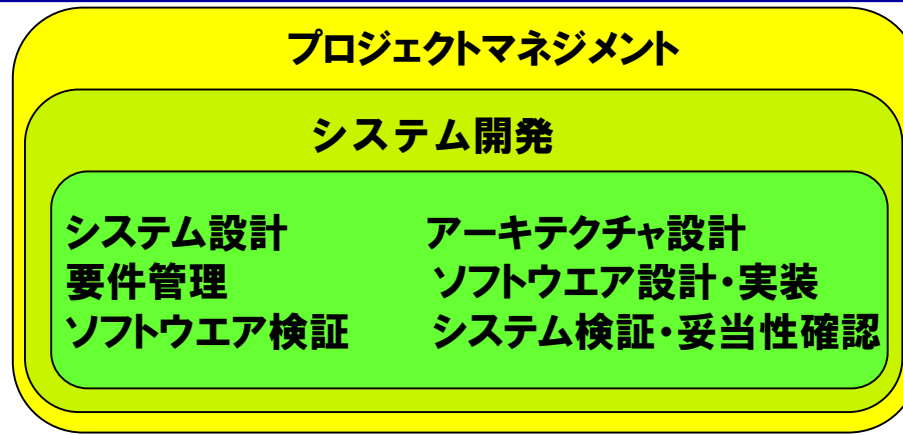 プロジェクトマネジメント
システム開発
システム設計 アーキテクチャ設計
要件管理 ソフトウエア設計・実装
ソフトウエア検証 システム検証・妥当性確認